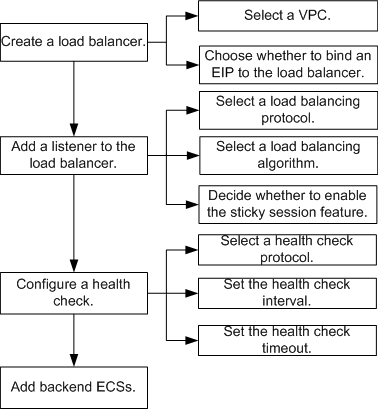 Create a load balancer.
Select a VPC.
Choose whether to bind an
EIP to the load balancer.
Add a listener to the
load balancer.
Select a load balancing
protocol.
Select a load balancing
algorithm.
Decide whether to enable
the sticky session feature.
Configure a health
check.
Select a health check
protocol.
Set the health check
interval.
Set the health check
timeout.
Add backend ECSs.